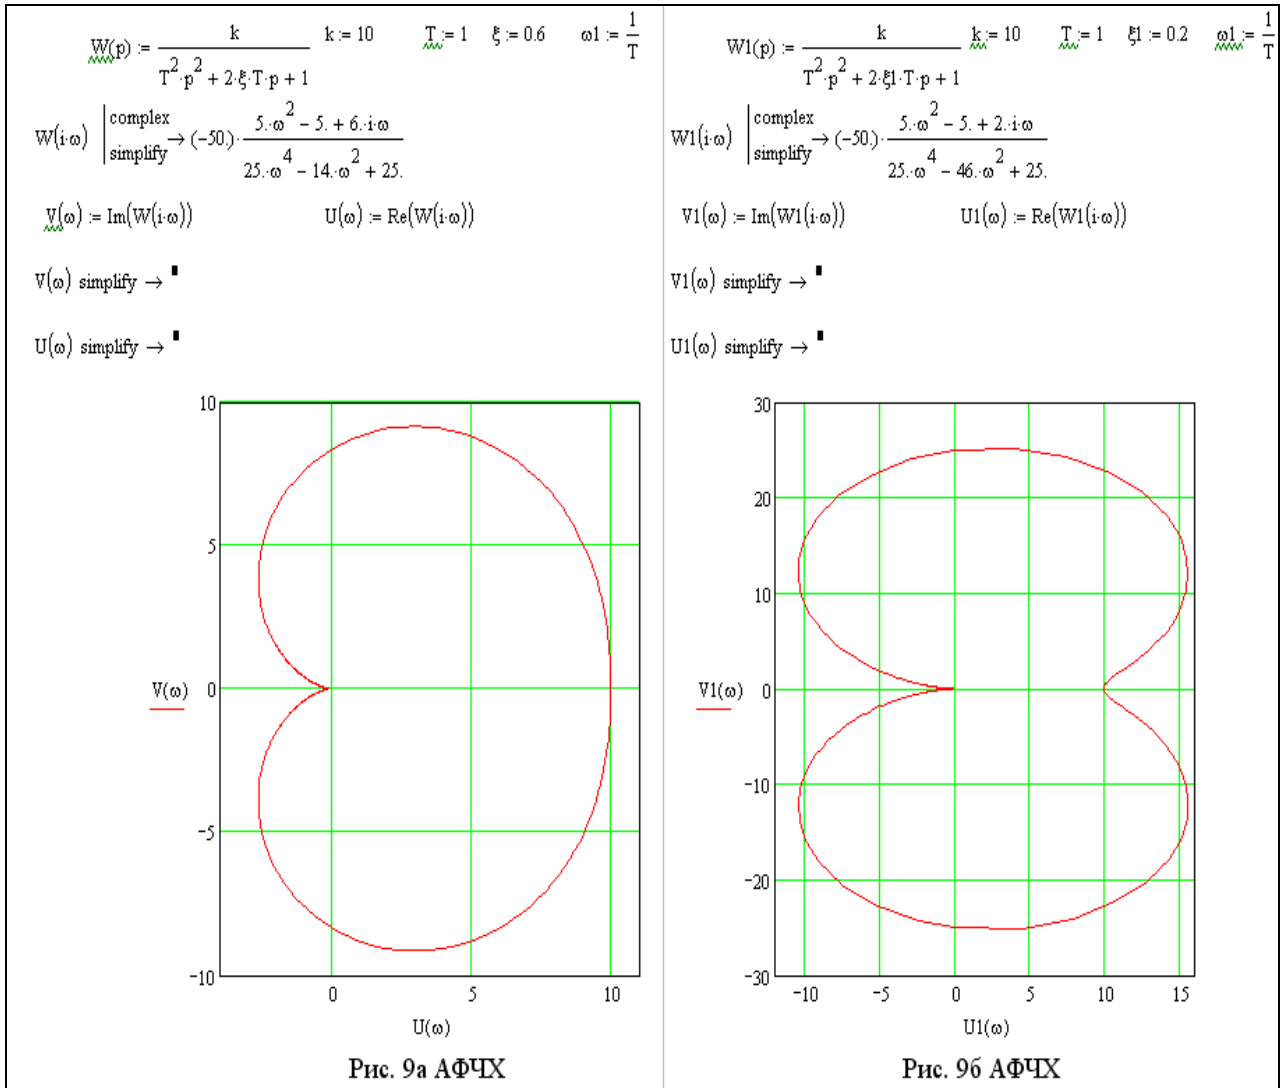 W(p) := k / (T^2·p^2 + 2·ξ·T·p + 1) k := 10 T := 1 ξ := 0.6 ω1 := 1/T
W(i·ω) | complex simplify → (-50.)· (5.·ω^2 − 5. + 6.·i·ω) / (25.·ω^4 − 14.·ω^2 + 25.)
V(ω) := Im(W(i·ω)) U(ω) := Re(W(i·ω))
V(ω) simplify →
U(ω) simplify →
10
5
0
−5
−10
V(ω)
0 5 10
U(ω)
Рис. 9а АФЧХ
W1(p) := k / (T^2·p^2 + 2·ξ1·T·p + 1) k := 10 T := 1 ξ1 := 0.2 ω1 := 1/T
W1(i·ω) | complex simplify → (-50.)· (5.·ω^2 − 5. + 2.·i·ω) / (25.·ω^4 − 46.·ω^2 + 25.)
V1(ω) := Im(W1(i·ω)) U1(ω) := Re(W1(i·ω))
V1(ω) simplify →
U1(ω) simplify →
30
20
10
0
−10
−20
−30
V1(ω)
−10 −5 0 5 10 15
U1(ω)
Рис. 9б АФЧХ